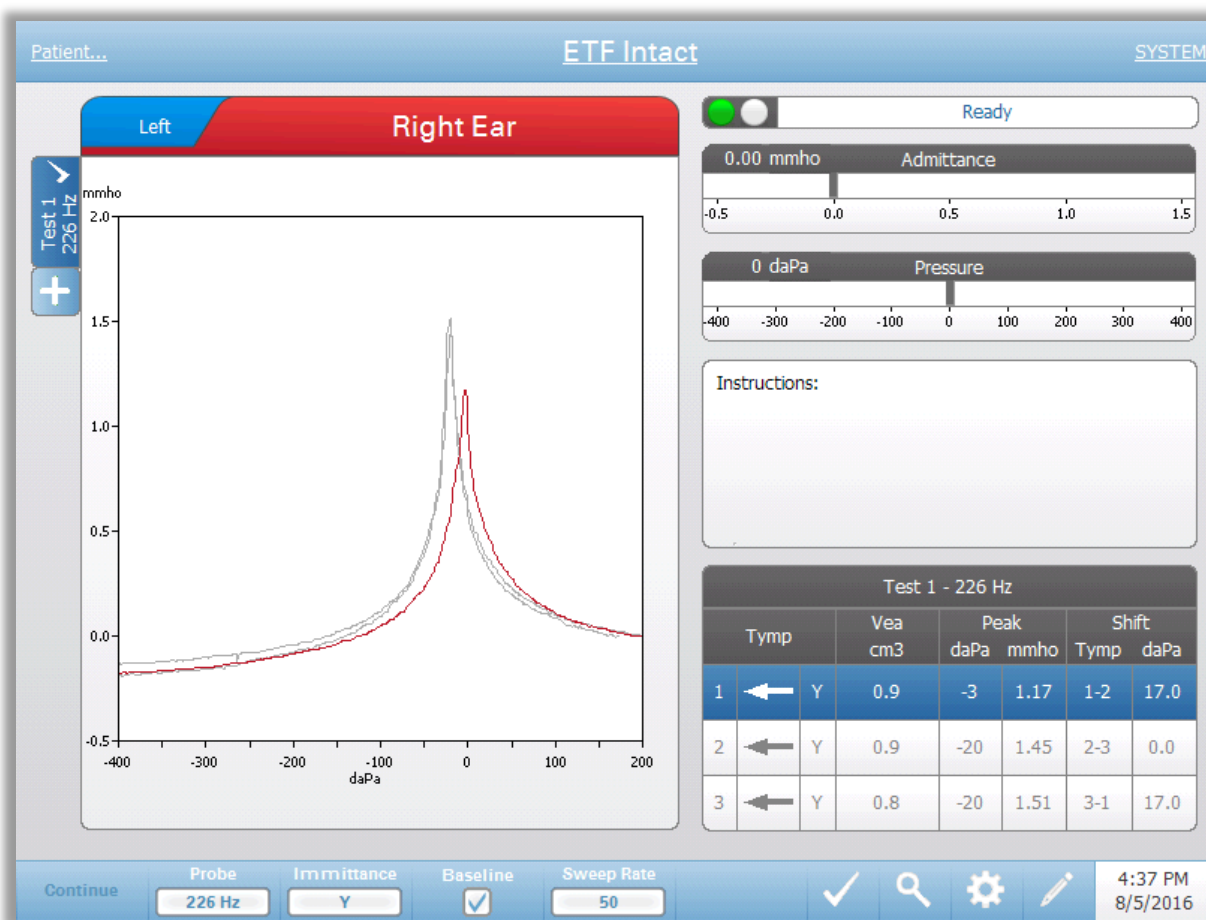 Patient...
ETF Intact
SYSTEM
Left
Right Ear
Ready
Test 1
226 Hz
mmho
2.0
1.5
1.0
0.5
0.0
-0.5
-400 -300 -200 -100 0 100 200
daPa
0.00 mmho Admittance
-0.5 0.0 0.5 1.0 1.5
0 daPa Pressure
-400 -300 -200 -100 0 100 200 300 400
Instructions:
Test 1 - 226 Hz
Tymp Vea Peak Shift
cm3 daPa mmho Tymp daPa
1 Y 0.9 -3 1.17 1-2 17.0
2 Y 0.9 -20 1.45 2-3 0.0
3 Y 0.8 -20 1.51 3-1 17.0
Continue
Probe
226 Hz
Immittance
Y
Baseline
Sweep Rate
50
4:37 PM
8/5/2016